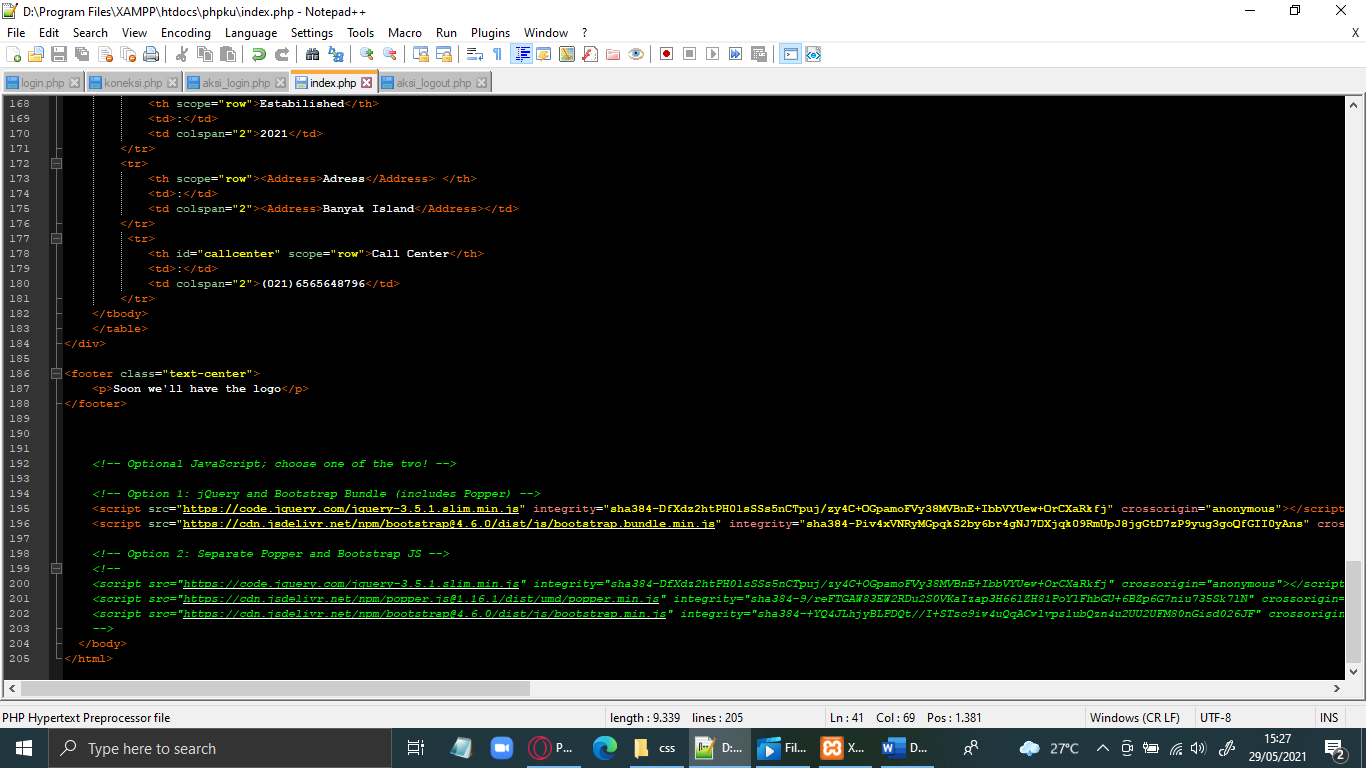 D:\Program Files\XAMPP\htdocs\phpku\index.php - Notepad++
File Edit Search View Encoding Language Settings Tools Macro Run Plugins Window ? X
login.php koneksi.php aksi_login.php index.php aksi_logout.php
168 <th scope="row">Estabilished</th>
169 <td>:</td>
170 <td colspan="2">2021</td>
171 </tr>
172 <tr>
173 <th scope="row"><Address>Adress</Address> </th>
174 <td>:</td>
175 <td colspan="2"><Address>Banyak Island</Address></td>
176 </tr>
177 <tr>
178 <th id="callcenter" scope="row">Call Center</th>
179 <td>:</td>
180 <td colspan="2">(021)6565648796</td>
181 </tr>
182 </tbody>
183 </table>
184 </div>
185
186 <footer class="text-center">
187 <p>Soon we'll have the logo</p>
188 </footer>
189
190
191
192 <!-- Optional JavaScript; choose one of the two! -->
193
194 <!-- Option 1: jQuery and Bootstrap Bundle (includes Popper) -->
195 <script src="https://code.jquery.com/jquery-3.5.1.slim.min.js" integrity="sha384-DfXdz2htPH0lsSSs5nCTpuj/zy4C+OGpamoFVy38MVBnE+IbbVYUew+OrCXaRkfj" crossorigin="anonymous"></script
196 <script src="https://cdn.jsdelivr.net/npm/bootstrap@4.6.0/dist/js/bootstrap.bundle.min.js" integrity="sha384-Piv4xVNRyMGpqkS2by6br4gNJ7DXjqk09RmUpJ8jgGtD7zP9yug3goQfGII0yAns" cros
197
198 <!-- Option 2: Separate Popper and Bootstrap JS -->
199 <!--
200 <script src="https://code.jquery.com/jquery-3.5.1.slim.min.js" integrity="sha384-DfXdz2htPH0lsSSs5nCTpuj/zy4C+OGpamoFVy38MVBnE+IbbVYUew+OrCXaRkfj" crossorigin="anonymous"></script
201 <script src="https://cdn.jsdelivr.net/npm/popper.js@1.16.1/dist/umd/popper.min.js" integrity="sha384-9/reFTGAW83EW2RDu2S0VKaIzap3H66lZH81PoYlFhbGU+6BZp6G7niu735Sk7lN" crossorigin=
202 <script src="https://cdn.jsdelivr.net/npm/bootstrap@4.6.0/dist/js/bootstrap.min.js" integrity="sha384-+YQ4JLhjyBLPDQt//I+STsc9iw4uQqACwlvpslubQzn4u2UU2UFM80nGisd026JF" crossorigin
203 -->
204 </body>
205 </html>
PHP Hypertext Preprocessor file length : 9.339 lines : 205 Ln : 41 Col : 69 Pos : 1.381 Windows (CR LF) UTF-8 INS
Type here to search P... css D:... Fil... X... D... 27°C 15:27
29/05/2021 2